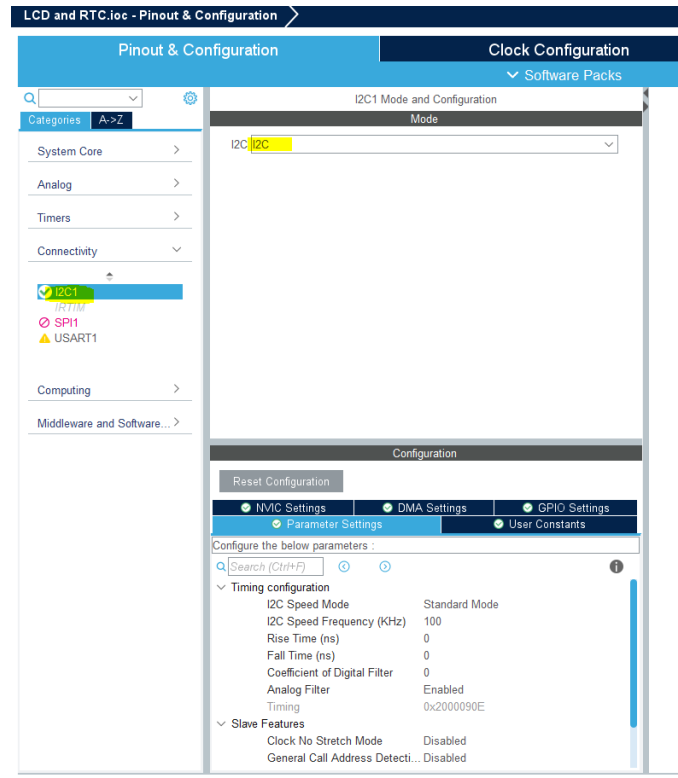 LCD and RTC.ioc - Pinout & Configuration
Pinout & Configuration
Clock Configuration
Software Packs
Categories A->Z
System Core
Analog
Timers
Connectivity
I2C1
IRTIM
SPI1
USART1
Computing
Middleware and Software...
I2C1 Mode and Configuration
Mode
I2C I2C
Configuration
Reset Configuration
NVIC Settings DMA Settings GPIO Settings
Parameter Settings User Constants
Configure the below parameters :
Search (Ctrl+F)
Timing configuration
I2C Speed Mode Standard Mode
I2C Speed Frequency (KHz) 100
Rise Time (ns) 0
Fall Time (ns) 0
Coefficient of Digital Filter 0
Analog Filter Enabled
Timing 0x2000090E
Slave Features
Clock No Stretch Mode Disabled
General Call Address Detecti... Disabled